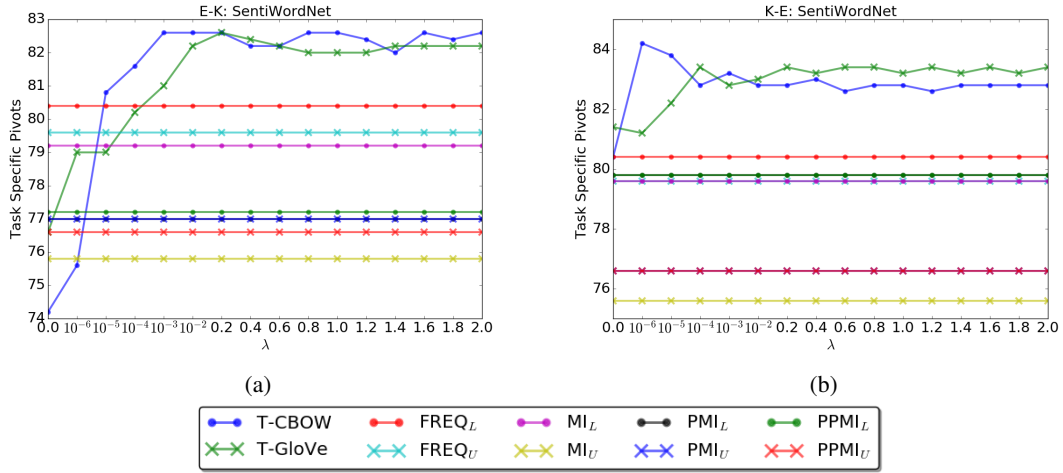 E-K: SentiWordNet
Task Specific Pivots
83
82
81
80
79
78
77
76
75
74
0.0 10⁻⁶ 10⁻⁵ 10⁻⁴ 10⁻³ 10⁻² 0.2 0.4 0.6 0.8 1.0 1.2 1.4 1.6 1.8 2.0
λ
(a)
K-E: SentiWordNet
Task Specific Pivots
84
82
80
78
76
0.0 10⁻⁶ 10⁻⁵ 10⁻⁴ 10⁻³ 10⁻² 0.2 0.4 0.6 0.8 1.0 1.2 1.4 1.6 1.8 2.0
λ
(b)
T-CBOW FREQ_L MI_L PMI_L PPMI_L
T-GloVe FREQ_U MI_U PMI_U PPMI_U